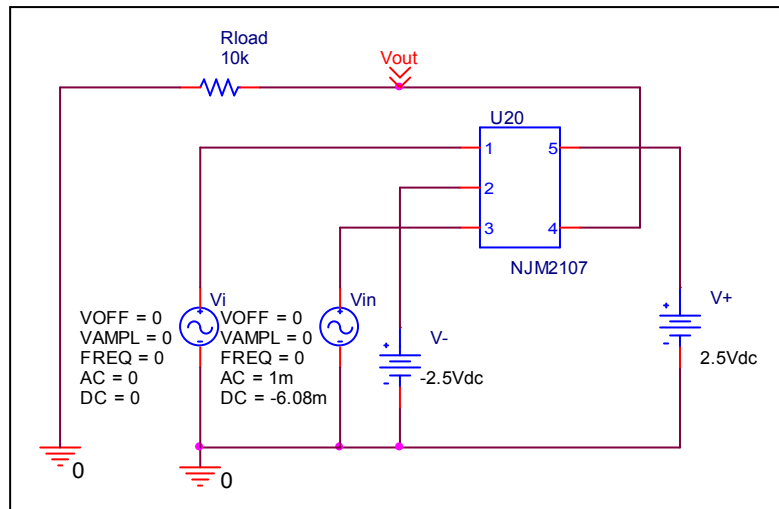 Rload
10k
Vout
U20
1
5
2
3
4
NJM2107
Vi
VOFF = 0
VAMPL = 0
FREQ = 0
AC = 0
DC = 0
Vin
VOFF = 0
VAMPL = 0
FREQ = 0
AC = 1m
DC = -6.08m
V-
-2.5Vdc
V+
2.5Vdc
0
0